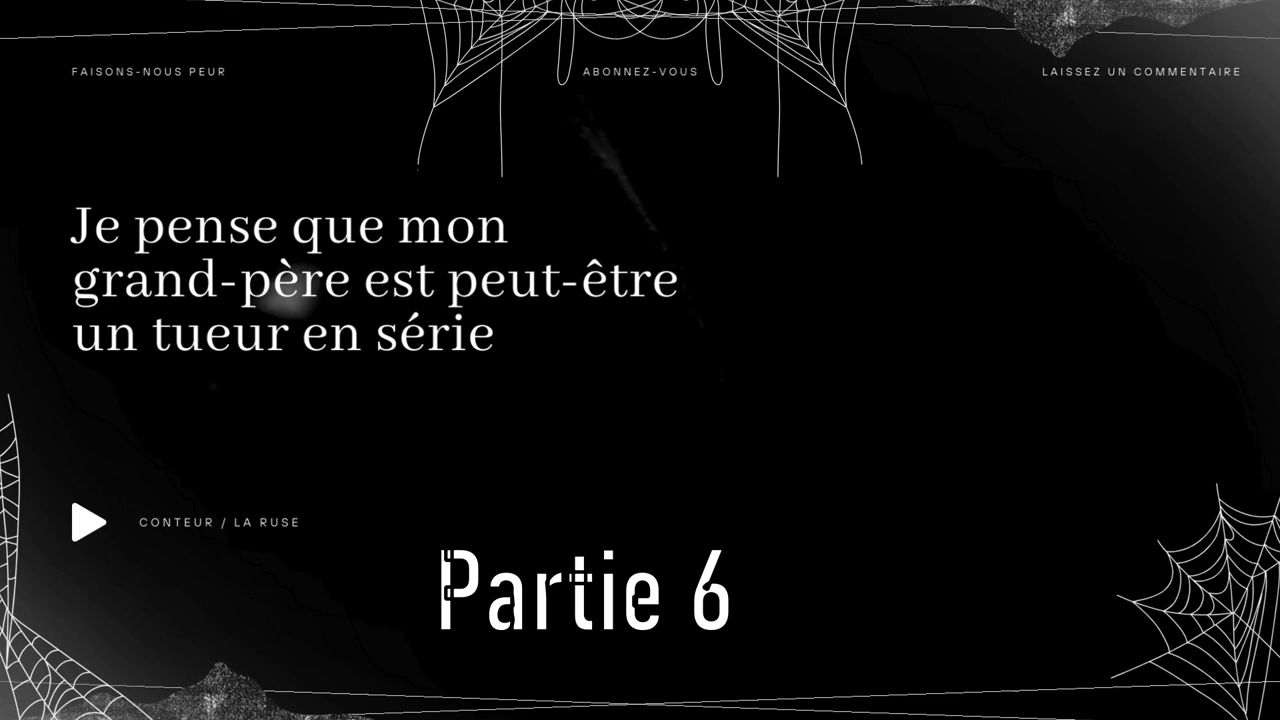 FAISONS-NOUS PEUR
ABONNEZ-VOUS
LAISSEZ UN COMMENTAIRE
Je pense que mon
grand-père est peut-être
un tueur en série
CONTEUR / LA RUSE
Partie 6